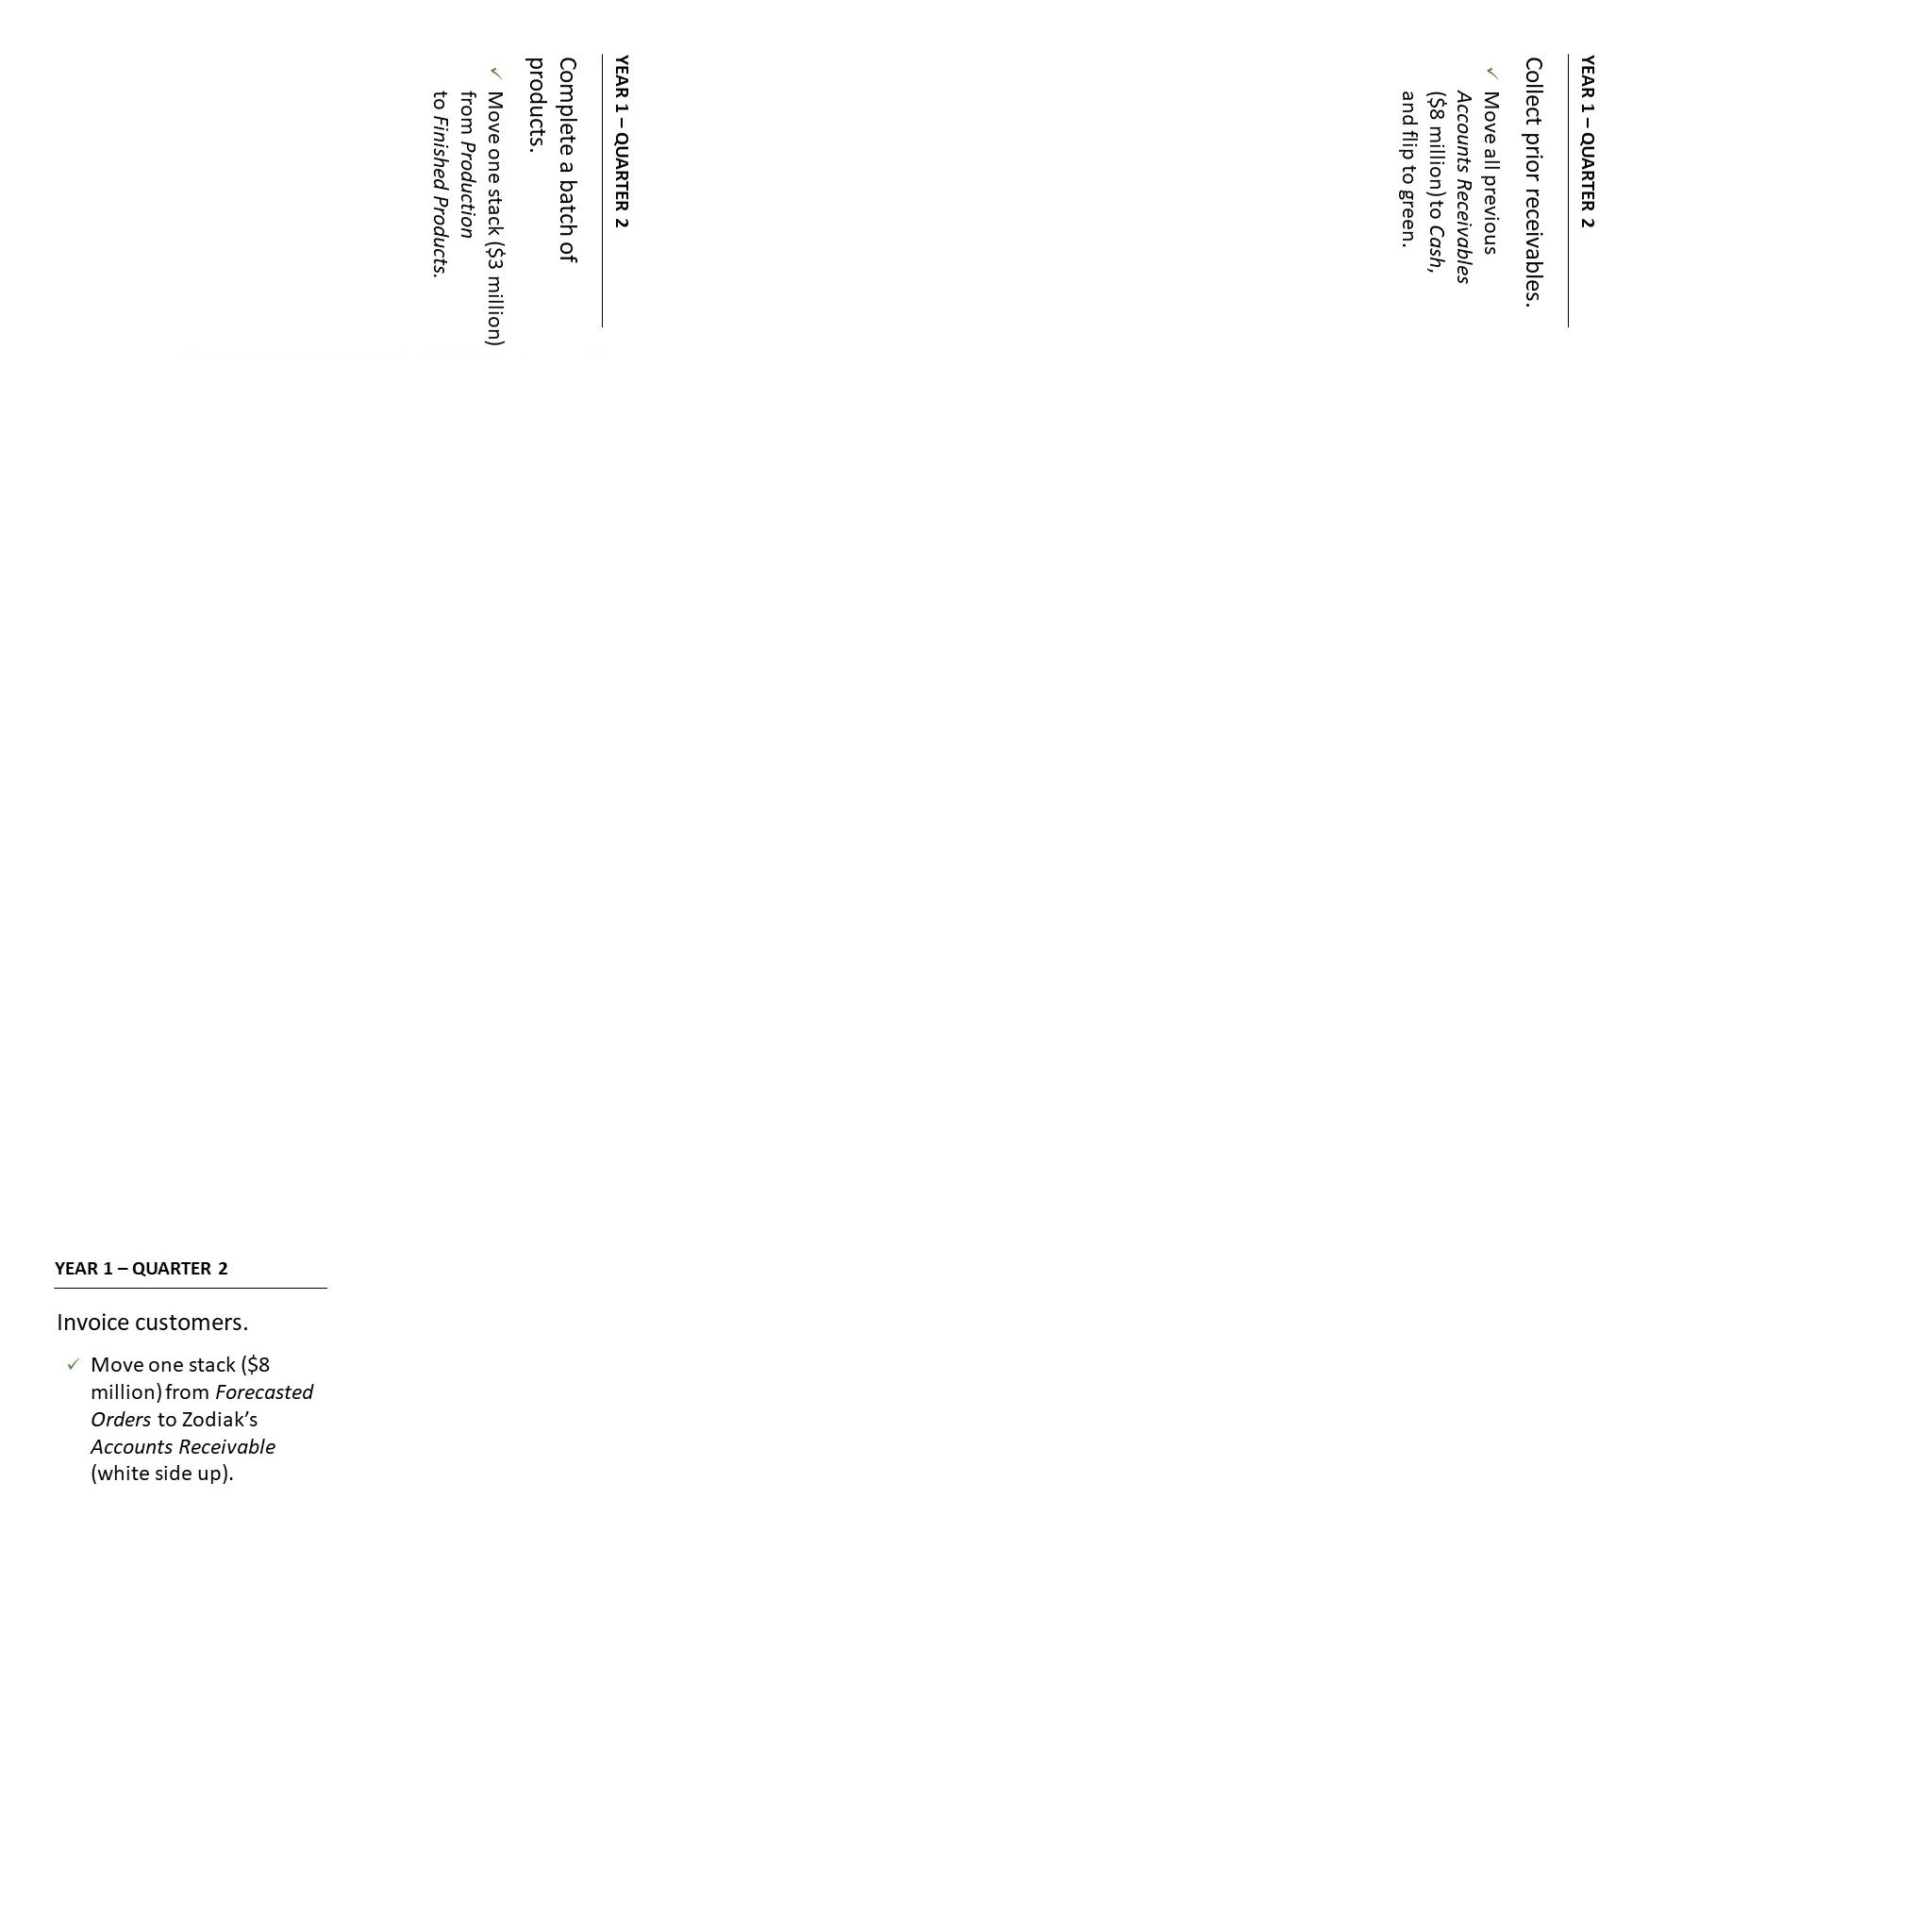 YEAR 1 – QUARTER 2
Complete a batch of
products.
✓ Move one stack ($3 million)
from Production
to Finished Products.
YEAR 1 – QUARTER 2
Collect prior receivables.
✓ Move all previous
Accounts Receivables
($8 million) to Cash,
and flip to green.
YEAR 1 – QUARTER 2
Invoice customers.
✓ Move one stack ($8
million) from Forecasted
Orders to Zodiak’s
Accounts Receivable
(white side up).